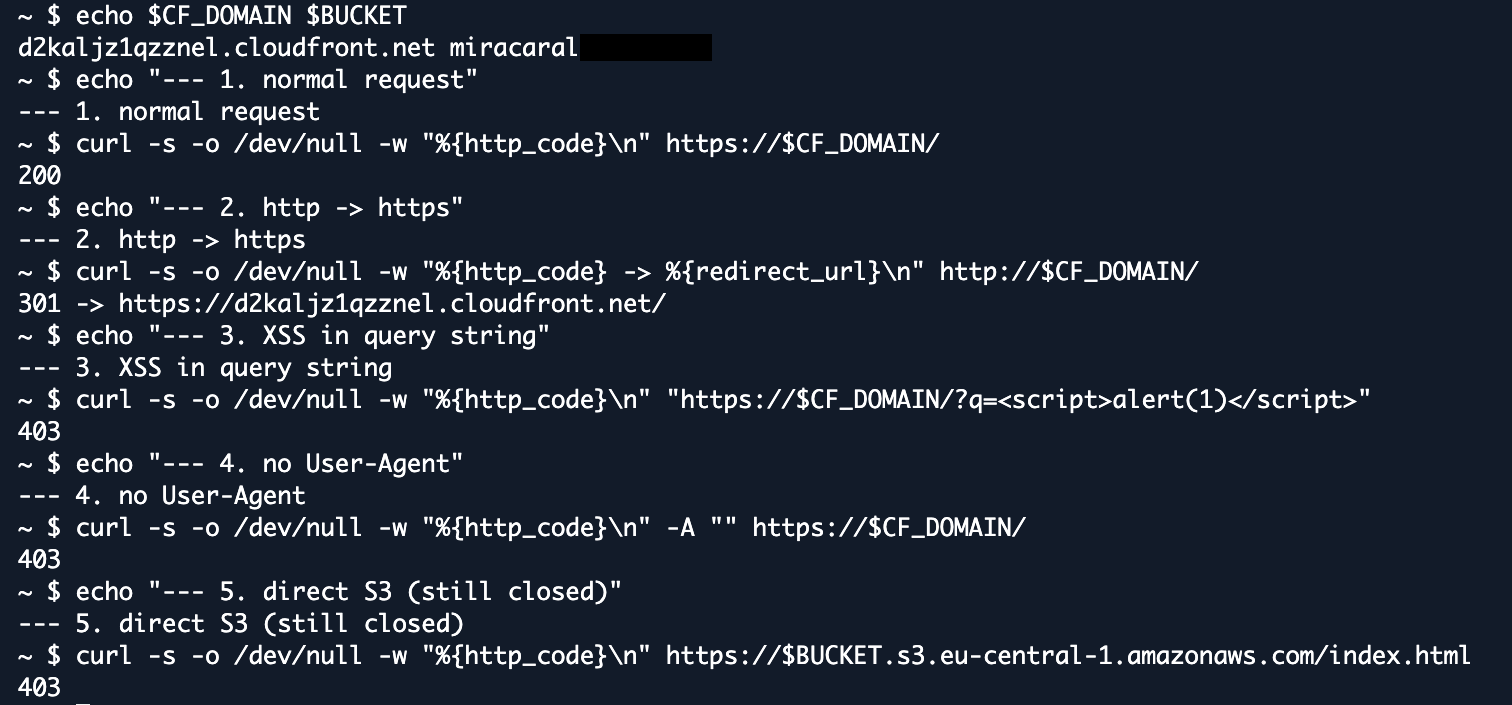 ~ $ echo $CF_DOMAIN $BUCKET
d2kaljz1qzznel.cloudfront.net miracaral
~ $ echo "--- 1. normal request"
--- 1. normal request
~ $ curl -s -o /dev/null -w "%{http_code}\n" https://$CF_DOMAIN/
200
~ $ echo "--- 2. http -> https"
--- 2. http -> https
~ $ curl -s -o /dev/null -w "%{http_code} -> %{redirect_url}\n" http://$CF_DOMAIN/
301 -> https://d2kaljz1qzznel.cloudfront.net/
~ $ echo "--- 3. XSS in query string"
--- 3. XSS in query string
~ $ curl -s -o /dev/null -w "%{http_code}\n" "https://$CF_DOMAIN/?q=<script>alert(1)</script>"
403
~ $ echo "--- 4. no User-Agent"
--- 4. no User-Agent
~ $ curl -s -o /dev/null -w "%{http_code}\n" -A "" https://$CF_DOMAIN/
403
~ $ echo "--- 5. direct S3 (still closed)"
--- 5. direct S3 (still closed)
~ $ curl -s -o /dev/null -w "%{http_code}\n" https://$BUCKET.s3.eu-central-1.amazonaws.com/index.html
403